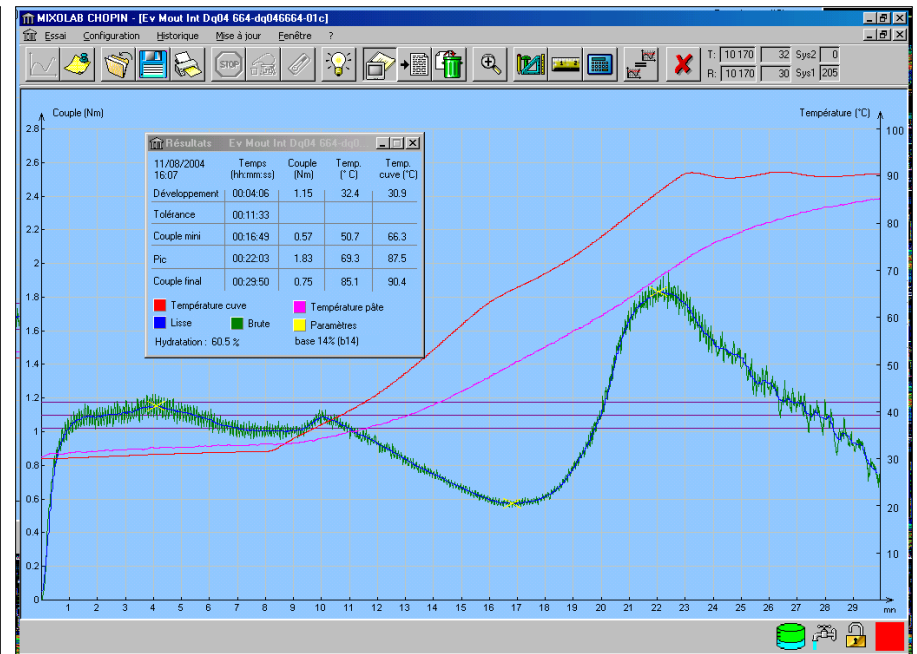 MIXOLAB CHOPIN - [Ev Mout Int Dq04 664-dq046664-01c]
Essai Configuration Historique Mise à jour Fenêtre ?
STOP
T: 10 170 32 Sys2 0
R: 10 170 30 Sys1 205
Couple (Nm)
Température (°C)
Résultats Ev Mout Int Dq04 664-dq0...
11/08/2004 Temps Couple Temp. Temp.
16:07 (hh:mm:ss) (Nm) (° C) cuve (°C)
Développement 00:04:06 1.15 32.4 30.9
Tolérance 00:11:33
Couple mini 00:16:49 0.57 50.7 66.3
Pic 00:22:03 1.83 69.3 87.5
Couple final 00:29:50 0.75 85.1 90.4
Température cuve Température pâte
Lisse Brute Paramètres
Hydratation : 60.5 % base 14% (b14)
2.8
2.6
2.4
2.2
2
1.8
1.6
1.4
1.2
1
0.8
0.6
0.4
0.2
0
100
90
80
70
60
50
40
30
20
10
1 2 3 4 5 6 7 8 9 10 11 12 13 14 15 16 17 18 19 20 21 22 23 24 25 26 27 28 29
mn